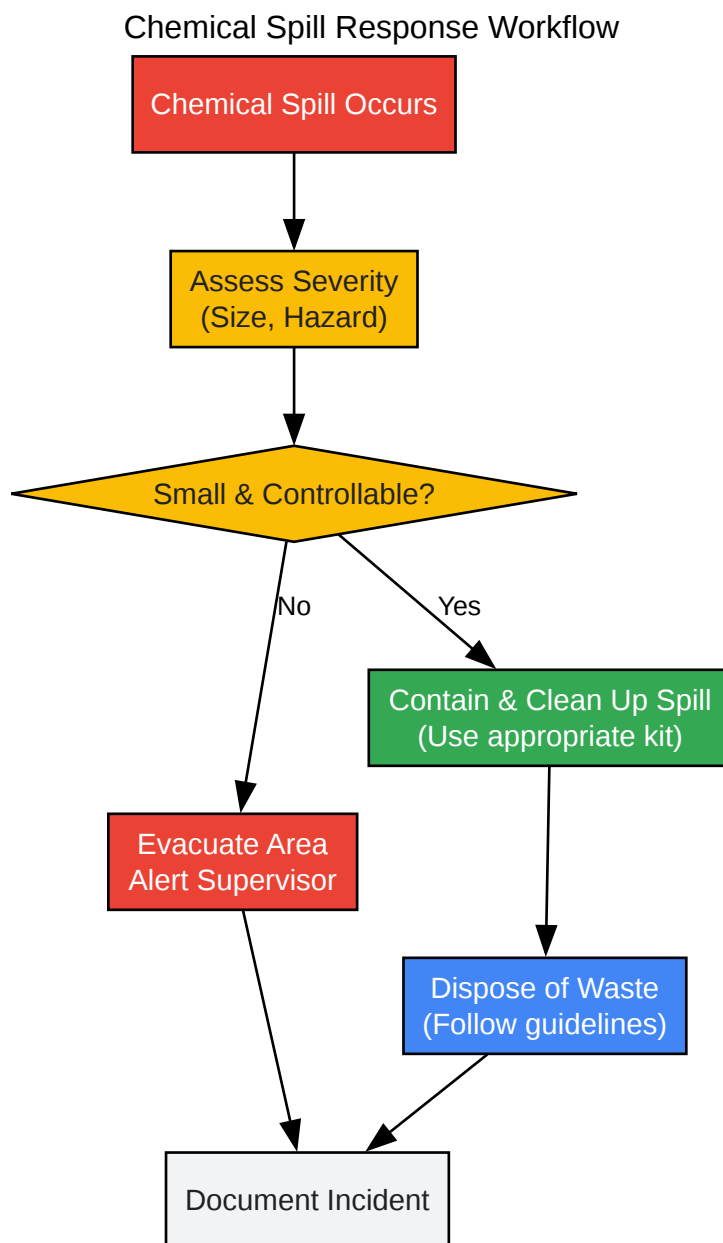 Chemical Spill Response Workflow
Chemical Spill Occurs
Assess Severity
(Size, Hazard)
Small & Controllable?
No
Yes
Contain & Clean Up Spill
(Use appropriate kit)
Evacuate Area
Alert Supervisor
Dispose of Waste
(Follow guidelines)
Document Incident